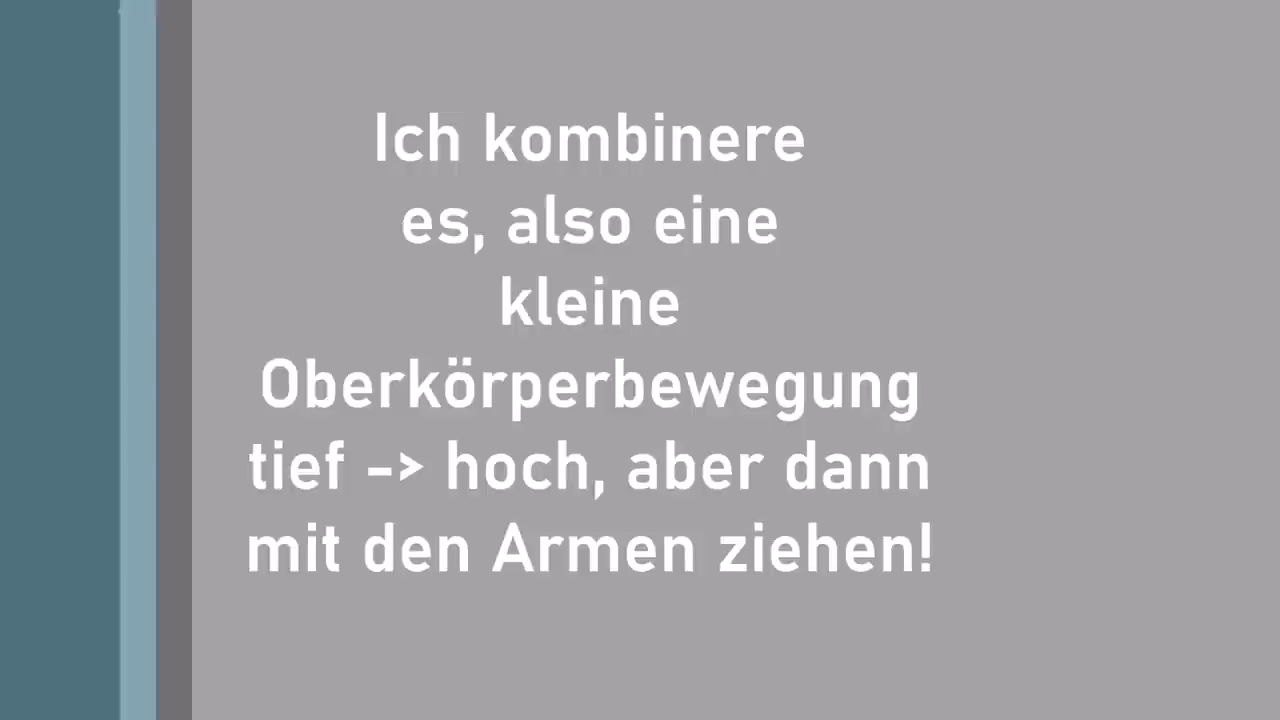 Ich kombinere
es, also eine
kleine
Oberkörperbewegung
tief -> hoch, aber dann
mit den Armen ziehen!